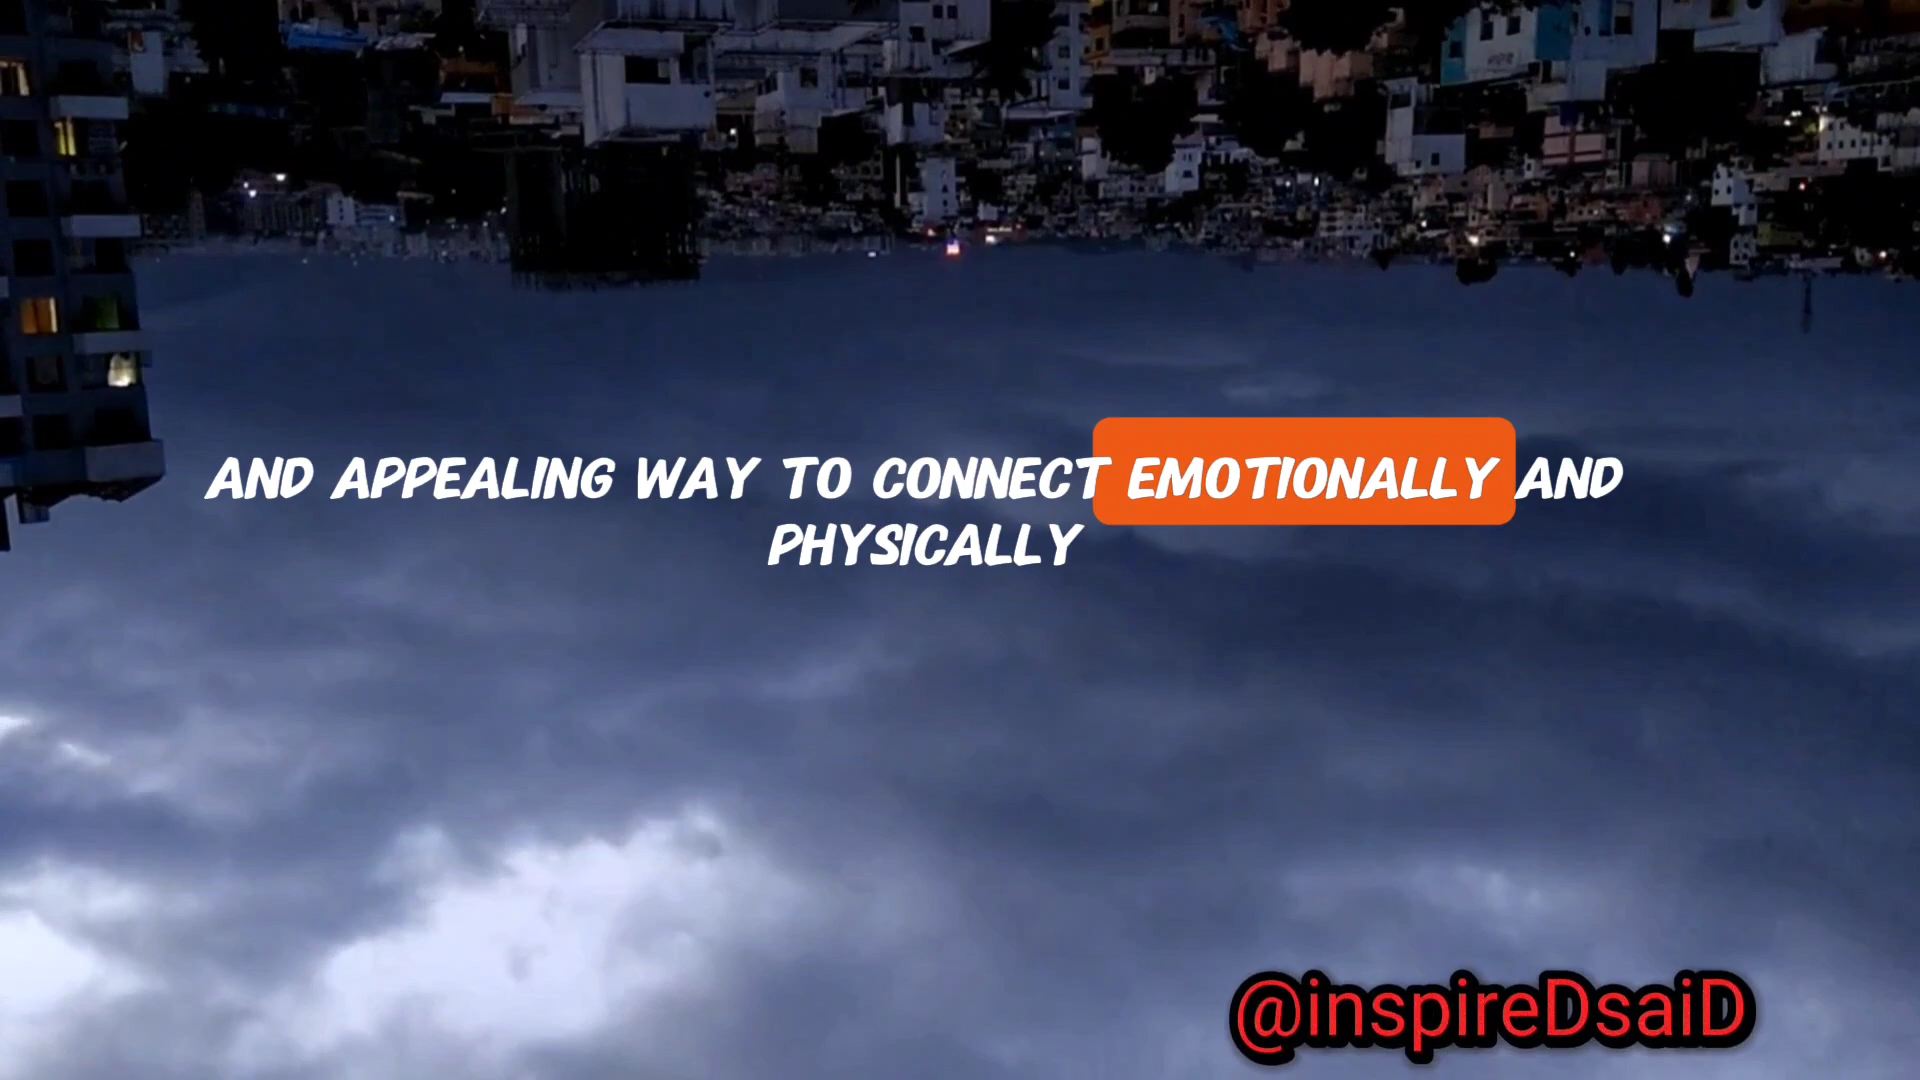 AND APPEALING WAY TO CONNECT EMOTIONALLY AND
PHYSICALLY
@inspireDsaiD